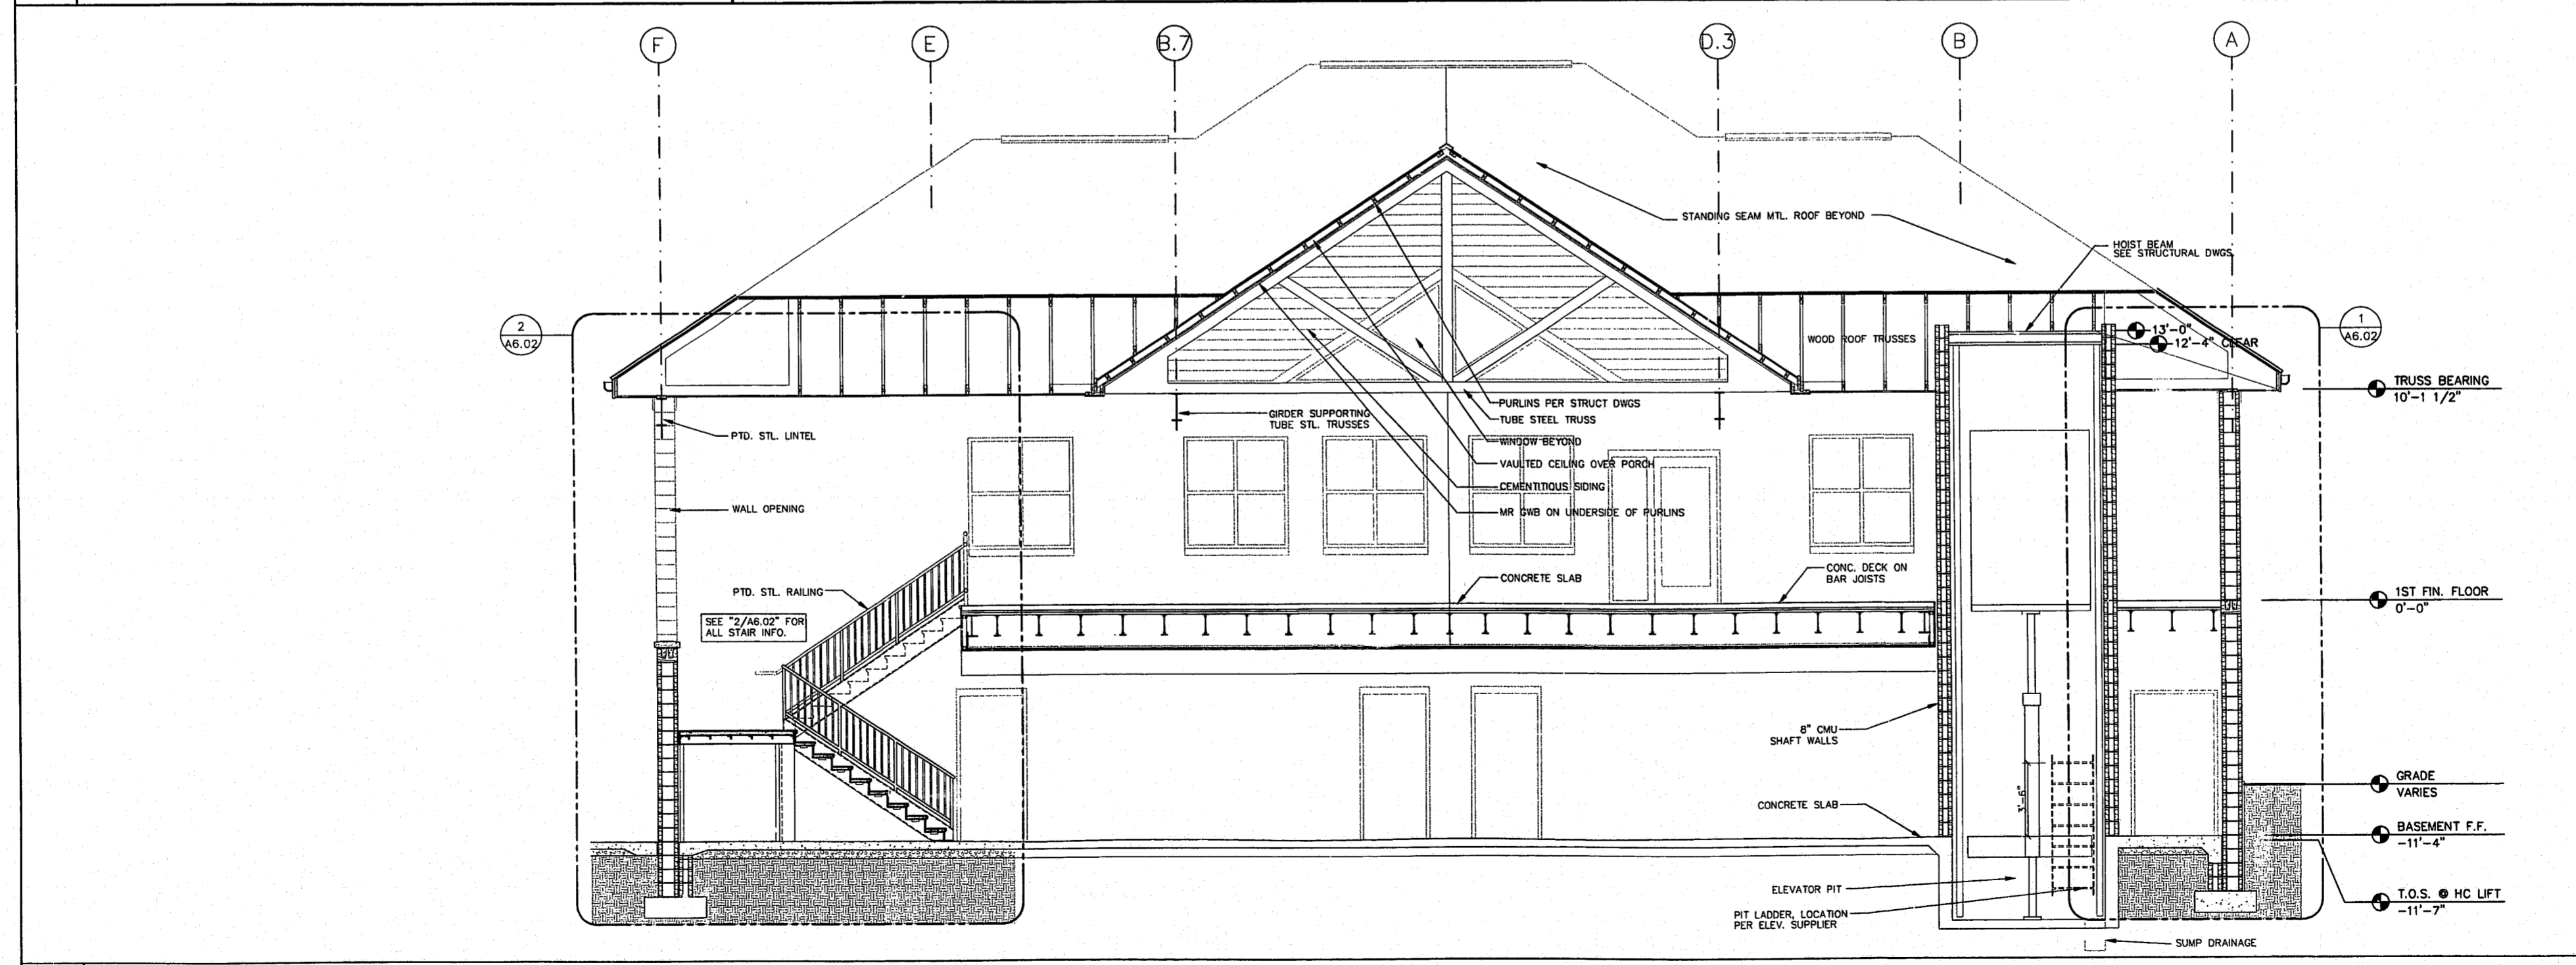 F
E
B.7
D.3
B
A
STANDING SEAM MTL. ROOF BEYOND
HOIST BEAM
SEE STRUCTURAL DWGS.
2
A6.02
1
A6.02
13'-0"
12'-4" CLEAR
WOOD ROOF TRUSSES
TRUSS BEARING
10'-1 1/2"
GIRDER SUPPORTING
TUBE STL. TRUSSES
PURLINS PER STRUCT DWGS
TUBE STEEL TRUSS
WINDOW BEYOND
VAULTED CEILING OVER PORCH
CEMENTITIOUS SIDING
MR GWB ON UNDERSIDE OF PURLINS
PTD. STL. LINTEL
WALL OPENING
PTD. STL. RAILING
SEE "2/A6.02" FOR
ALL STAIR INFO.
CONCRETE SLAB
CONC. DECK ON
BAR JOISTS
1ST FIN. FLOOR
0'-0"
8" CMU
SHAFT WALLS
3'-6"
GRADE
VARIES
CONCRETE SLAB
BASEMENT F.F.
-11'-4"
ELEVATOR PIT
PIT LADDER, LOCATION
PER ELEV. SUPPLIER
T.O.S. @ HC LIFT
-11'-7"
SUMP DRAINAGE